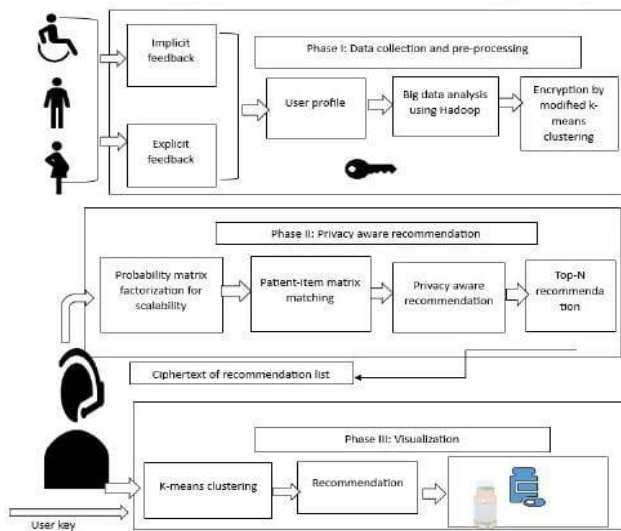 Phase I: Data collection and pre-processing
Implicit
feedback
Explicit
feedback
User profile
Big data analysis
using Hadoop
Encryption by
modified k-
means
clustering
Phase II: Privacy aware recommendation
Probability matrix
factorization for
scalability
Patient-item matrix
matching
Privacy aware
recommendation
Top-N
recommenda
tion
Ciphertext of recommendation list
Phase III: Visualization
K-means clustering
Recommendation
User key